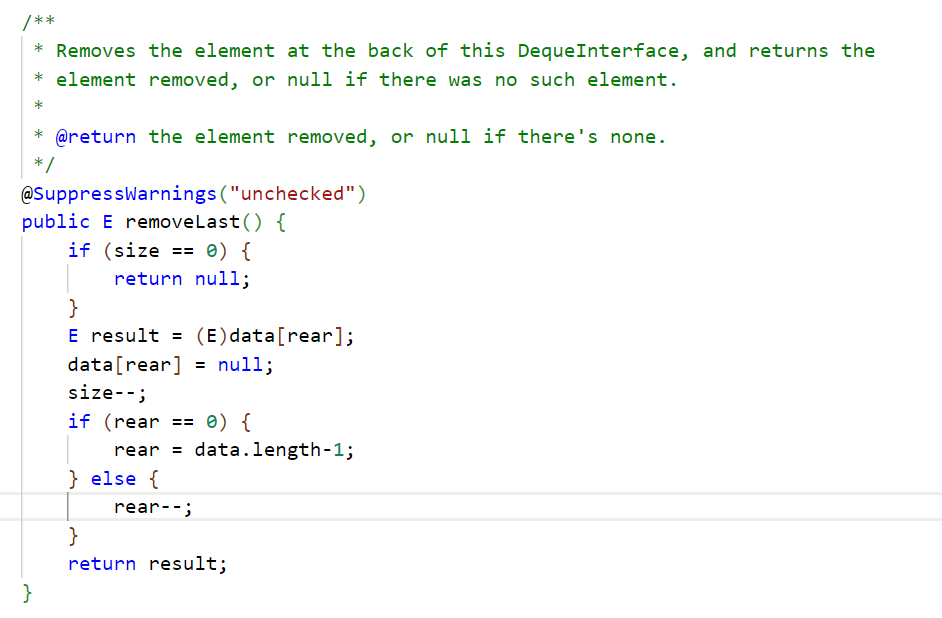 /**
 * Removes the element at the back of this DequeInterface, and returns the
 * element removed, or null if there was no such element.
 *
 * @return the element removed, or null if there's none.
 */
@SuppressWarnings("unchecked")
public E removeLast() {
    if (size == 0) {
        return null;
    }
    E result = (E)data[rear];
    data[rear] = null;
    size--;
    if (rear == 0) {
        rear = data.length-1;
    } else {
        rear--;
    }
    return result;
}